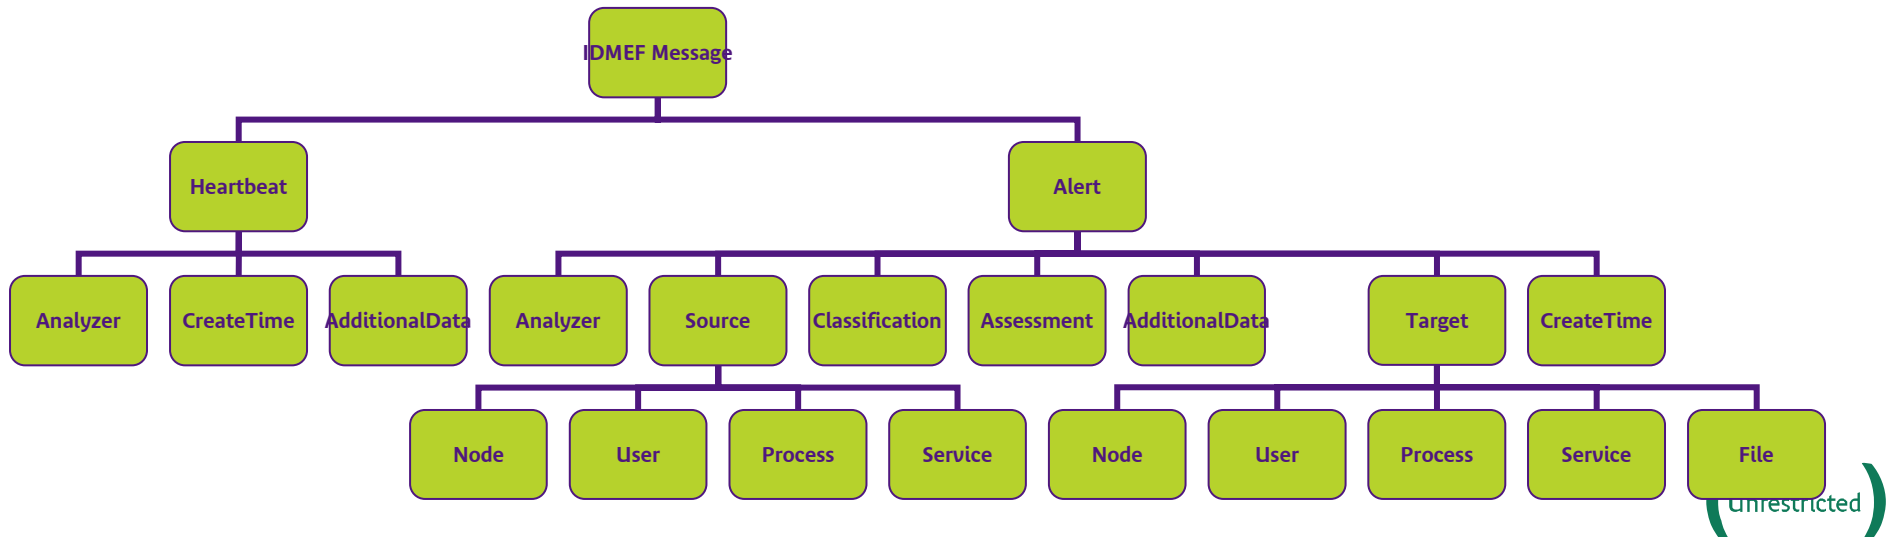 IDMEF Message
Heartbeat
Alert
Analyzer
CreateTime
AdditionalData
Analyzer
Source
Classification
Assessment
AdditionalData
Target
CreateTime
Node
User
Process
Service
Node
User
Process
Service
File
Unrestricted